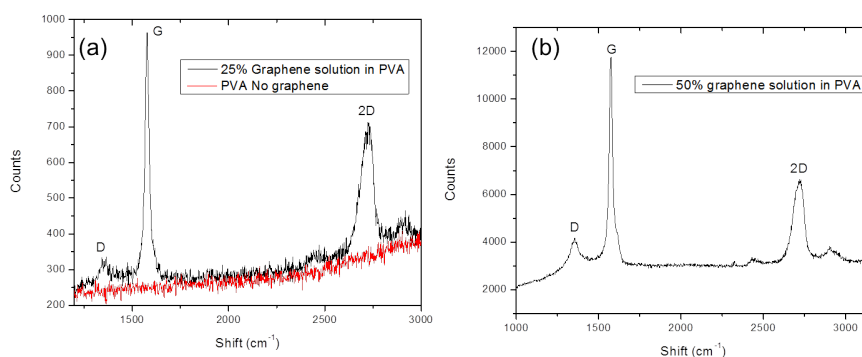 (a)
G
25% Graphene solution in PVA
PVA No graphene
2D
D
Counts
1000
900
800
700
600
500
400
300
200
1500
2000
2500
3000
Shift (cm⁻¹)
(b)
G
50% graphene solution in PVA
2D
D
Counts
12000
10000
8000
6000
4000
2000
1000
1500
2000
2500
3000
Shift (cm⁻¹)